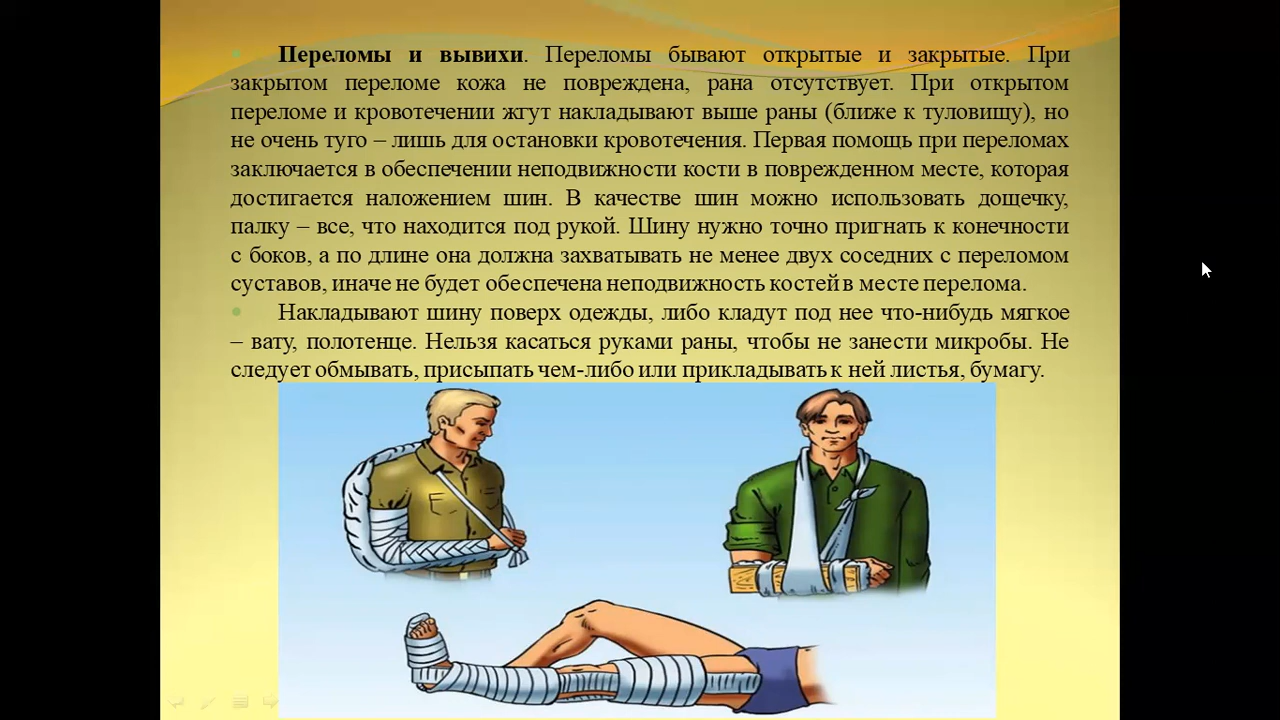 Переломы и вывихи. Переломы бывают открытые и закрытые. При
закрытом переломе кожа не повреждена, рана отсутствует. При открытом
переломе и кровотечении жгут накладывают выше раны (ближе к туловищу), но
не очень туго – лишь для остановки кровотечения. Первая помощь при переломах
заключается в обеспечении неподвижности кости в поврежденном месте, которая
достигается наложением шин. В качестве шин можно использовать дощечку,
палку – все, что находится под рукой. Шину нужно точно пригнать к конечности
с боков, а по длине она должна захватывать не менее двух соседних с переломом
суставов, иначе не будет обеспечена неподвижность костей в месте перелома.
Накладывают шину поверх одежды, либо кладут под нее что-нибудь мягкое
– вату, полотенце. Нельзя касаться руками раны, чтобы не занести микробы. Не
следует обмывать, присыпать чем-либо или прикладывать к ней листья, бумагу.